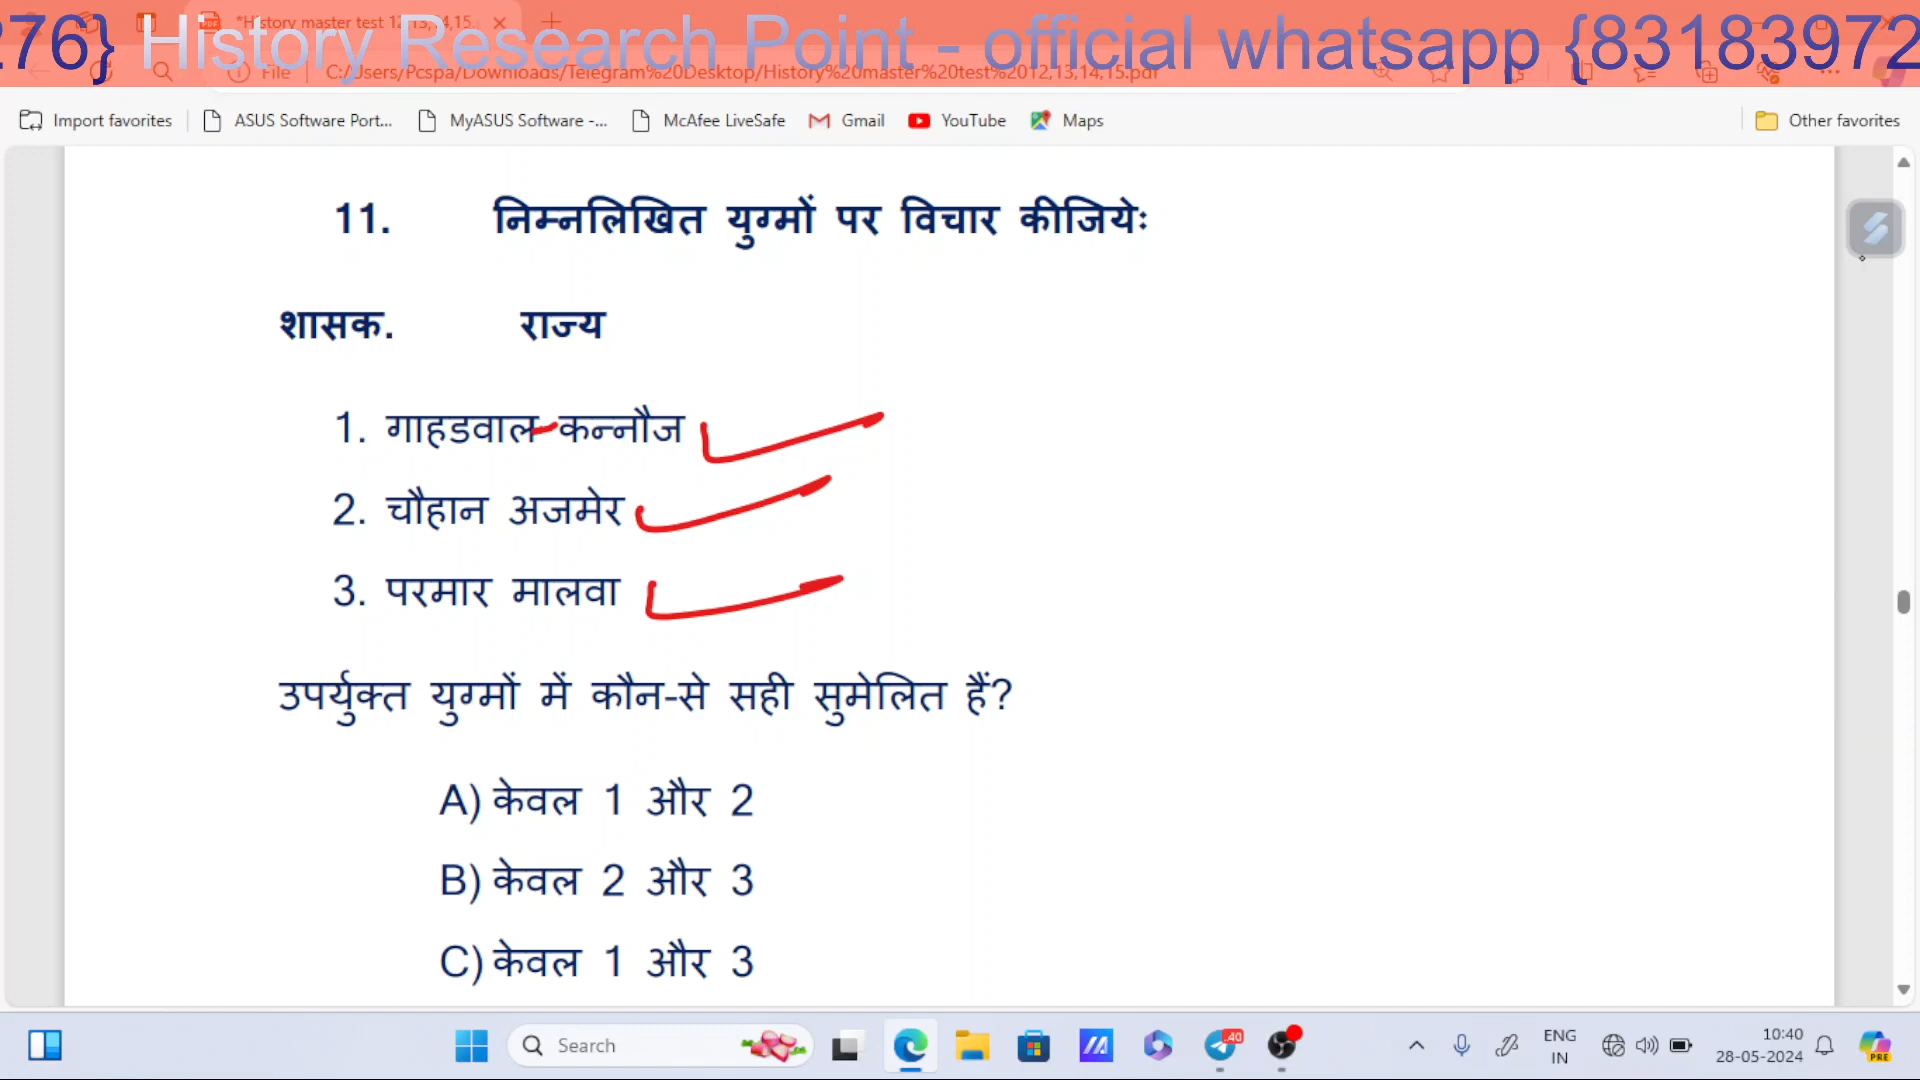 276} History Research Point - official whatsapp {83183972
*History master test 12,13,14,15.
File C:/Users/Pcspa/Downloads/Telegram%20Desktop/History%20master%20test%2012,13,14,15.pdf
Import favorites ASUS Software Port... MyASUS Software -... McAfee LiveSafe Gmail YouTube Maps Other favorites
11. निम्नलिखित युग्मों पर विचार कीजियेः
शासक. राज्य
1. गाहडवाल कन्नौज
2. चौहान अजमेर
3. परमार मालवा
उपर्युक्त युग्मों में कौन-से सही सुमेलित हैं?
A) केवल 1 और 2
B) केवल 2 और 3
C) केवल 1 और 3
Search 40 ENG 10:40
IN 28-05-2024 PRE